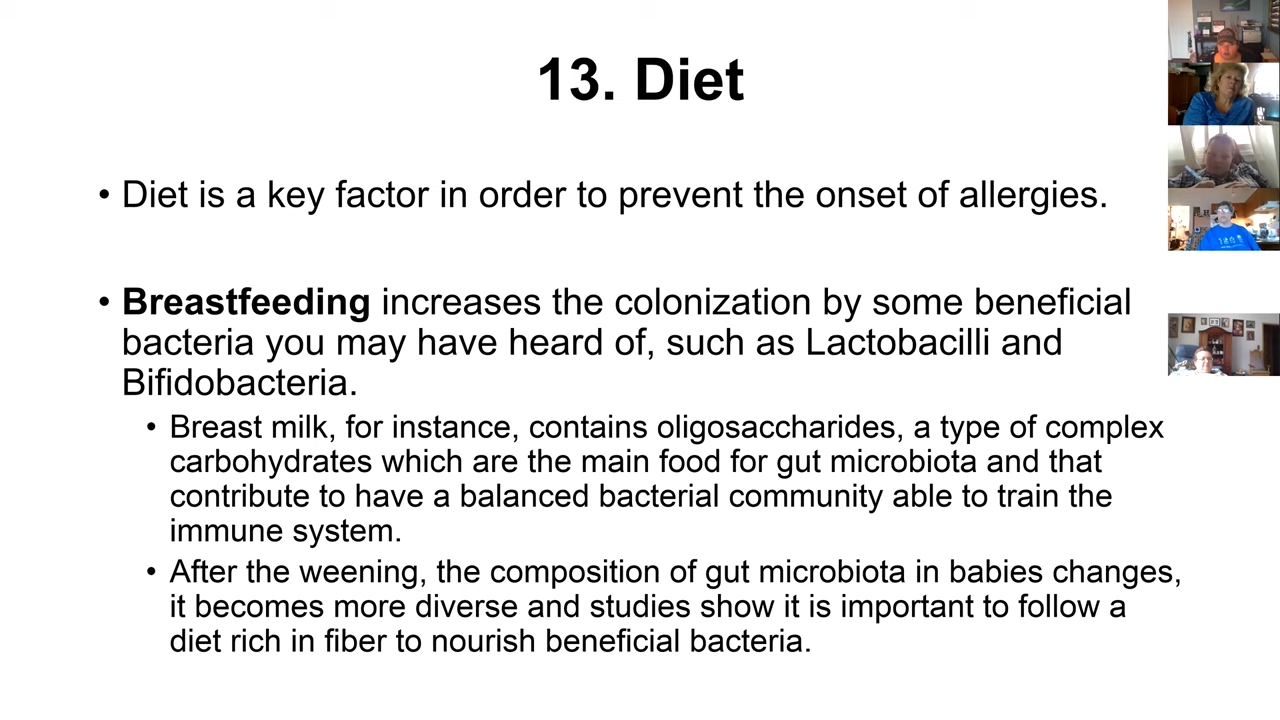 13. Diet
• Diet is a key factor in order to prevent the onset of allergies.
• Breastfeeding increases the colonization by some beneficial
bacteria you may have heard of, such as Lactobacilli and
Bifidobacteria.
• Breast milk, for instance, contains oligosaccharides, a type of complex
carbohydrates which are the main food for gut microbiota and that
contribute to have a balanced bacterial community able to train the
immune system.
• After the weening, the composition of gut microbiota in babies changes,
it becomes more diverse and studies show it is important to follow a
diet rich in fiber to nourish beneficial bacteria.